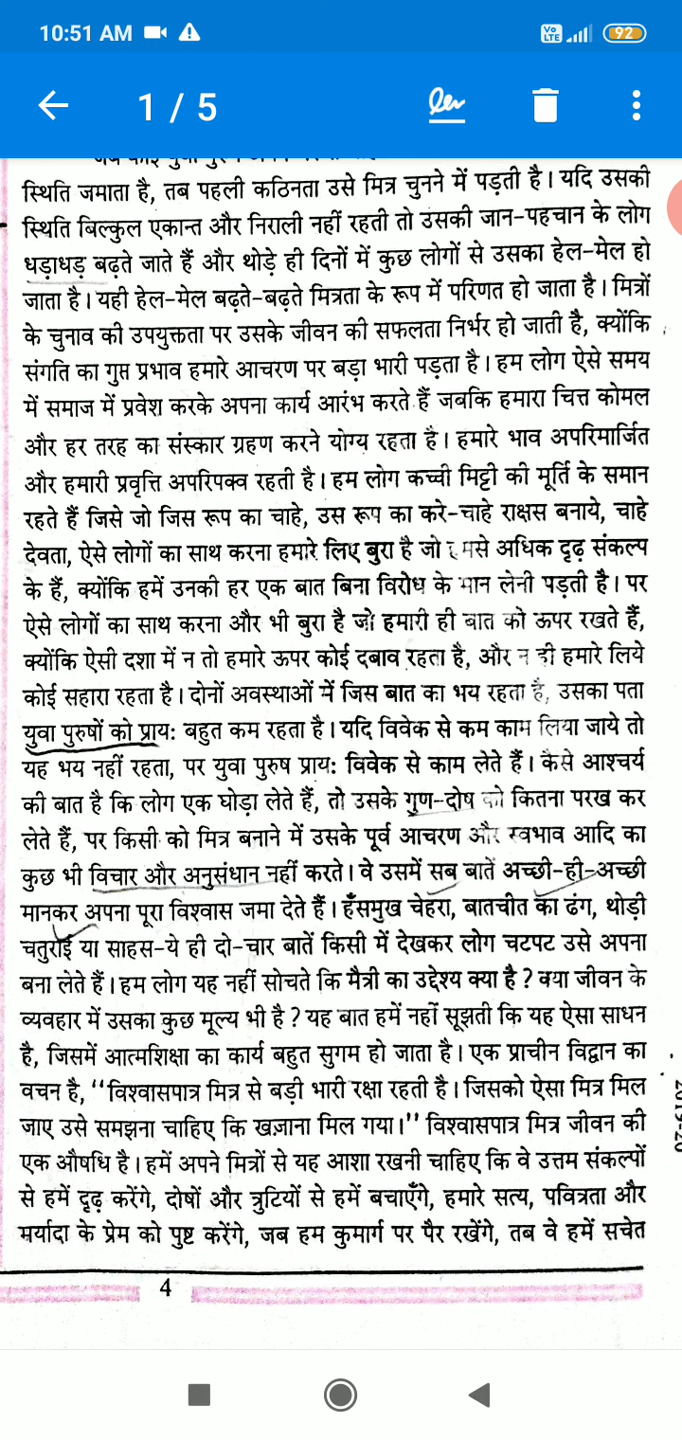 10:51 AM
Vo LTE 92
1 / 5
स्थिति जमाता है, तब पहली कठिनता उसे मित्र चुनने में पड़ती है। यदि उसकी
स्थिति बिल्कुल एकान्त और निराली नहीं रहती तो उसकी जान-पहचान के लोग
धड़ाधड़ बढ़ते जाते हैं और थोड़े ही दिनों में कुछ लोगों से उसका हेल-मेल हो
जाता है। यही हेल-मेल बढ़ते-बढ़ते मित्रता के रूप में परिणत हो जाता है। मित्रों
के चुनाव की उपयुक्तता पर उसके जीवन की सफलता निर्भर हो जाती है, क्योंकि
संगति का गुप्त प्रभाव हमारे आचरण पर बड़ा भारी पड़ता है। हम लोग ऐसे समय
में समाज में प्रवेश करके अपना कार्य आरंभ करते हैं जबकि हमारा चित्त कोमल
और हर तरह का संस्कार ग्रहण करने योग्य रहता है। हमारे भाव अपरिमार्जित
और हमारी प्रवृत्ति अपरिपक्व रहती है। हम लोग कच्ची मिट्टी की मूर्ति के समान
रहते हैं जिसे जो जिस रूप का चाहे, उस रूप का करे-चाहे राक्षस बनाये, चाहे
देवता, ऐसे लोगों का साथ करना हमारे लिए बुरा है जो हमसे अधिक दृढ़ संकल्प
के हैं, क्योंकि हमें उनकी हर एक बात बिना विरोध के मान लेनी पड़ती है। पर
ऐसे लोगों का साथ करना और भी बुरा है जो हमारी ही बात को ऊपर रखते हैं,
क्योंकि ऐसी दशा में न तो हमारे ऊपर कोई दबाव रहता है, और न ही हमारे लिये
कोई सहारा रहता है। दोनों अवस्थाओं में जिस बात का भय रहता है, उसका पता
युवा पुरुषों को प्राय: बहुत कम रहता है। यदि विवेक से कम काम लिया जाये तो
यह भय नहीं रहता, पर युवा पुरुष प्राय: विवेक से काम लेते हैं। कैसे आश्चर्य
की बात है कि लोग एक घोड़ा लेते हैं, तो उसके गुण-दोष को कितना परख कर
लेते हैं, पर किसी को मित्र बनाने में उसके पूर्व आचरण और स्वभाव आदि का
कुछ भी विचार और अनुसंधान नहीं करते। वे उसमें सब बातें अच्छी-ही-अच्छी
मानकर अपना पूरा विश्वास जमा देते हैं। हँसमुख चेहरा, बातचीत का ढंग, थोड़ी
चतुराई या साहस-ये ही दो-चार बातें किसी में देखकर लोग चटपट उसे अपना
बना लेते हैं। हम लोग यह नहीं सोचते कि मैत्री का उद्देश्य क्या है? क्या जीवन के
व्यवहार में उसका कुछ मूल्य भी है? यह बात हमें नहीं सूझती कि यह ऐसा साधन
है, जिसमें आत्मशिक्षा का कार्य बहुत सुगम हो जाता है। एक प्राचीन विद्वान का
वचन है, ''विश्वासपात्र मित्र से बड़ी भारी रक्षा रहती है। जिसको ऐसा मित्र मिल
जाए उसे समझना चाहिए कि खज़ाना मिल गया।'' विश्वासपात्र मित्र जीवन की
एक औषधि है। हमें अपने मित्रों से यह आशा रखनी चाहिए कि वे उत्तम संकल्पों
से हमें दृढ़ करेंगे, दोषों और त्रुटियों से हमें बचाएँगे, हमारे सत्य, पवित्रता और
मर्यादा के प्रेम को पुष्ट करेंगे, जब हम कुमार्ग पर पैर रखेंगे, तब वे हमें सचेत
4